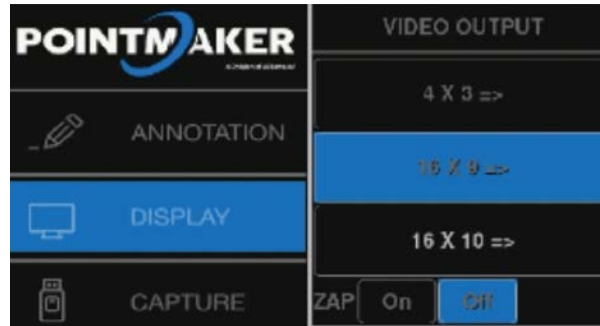 POINTMAKER
ANNOTATION
DISPLAY
CAPTURE
VIDEO OUTPUT
4 X 3 =>
16 X 9 =>
16 X 10 =>
ZAP On Off